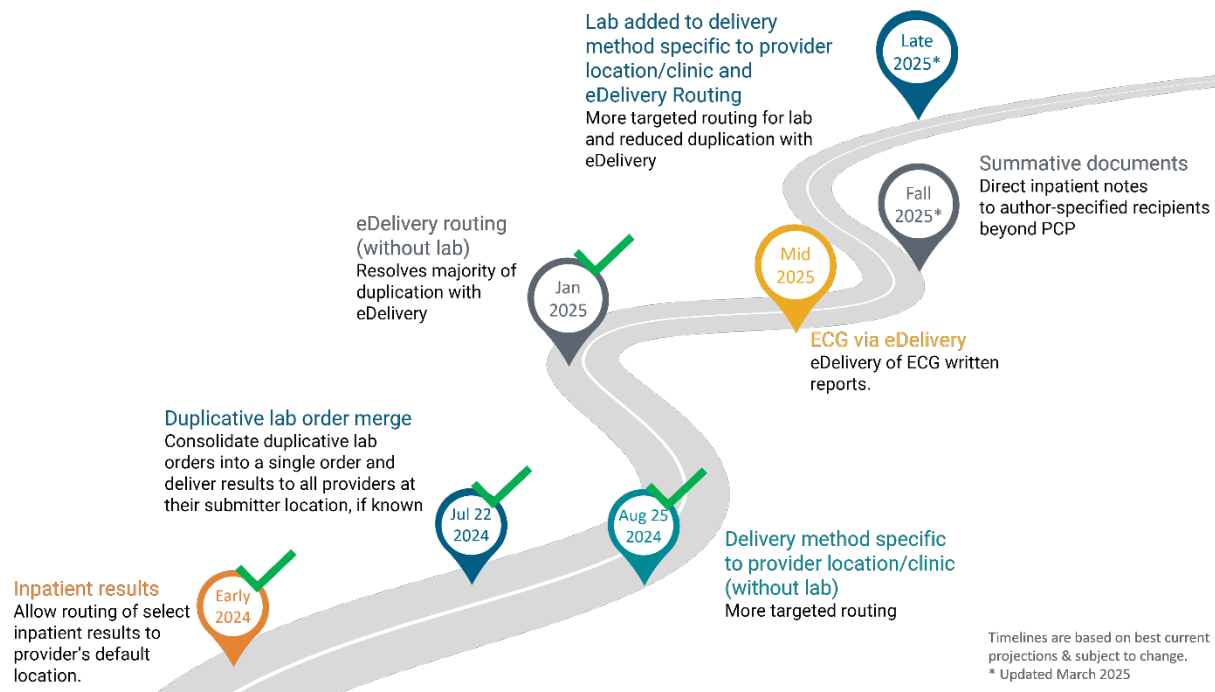 Lab added to delivery
method specific to provider
location/clinic and
eDelivery Routing
More targeted routing for lab
and reduced duplication with
eDelivery
Late
2025*
Summative documents
Direct inpatient notes
to author-specified recipients
beyond PCP
Fall
2025*
eDelivery routing
(without lab)
Resolves majority of
duplication with
eDelivery
Jan
2025
Mid
2025
ECG via eDelivery
eDelivery of ECG written
reports.
Duplicative lab order merge
Consolidate duplicative lab
orders into a single order and
deliver results to all providers at
their submitter location, if known
Jul 22
2024
Aug 25
2024
Delivery method specific
to provider location/clinic
(without lab)
More targeted routing
Inpatient results
Allow routing of select
inpatient results to
provider's default
location.
Early
2024
Timelines are based on best current
projections & subject to change.
* Updated March 2025